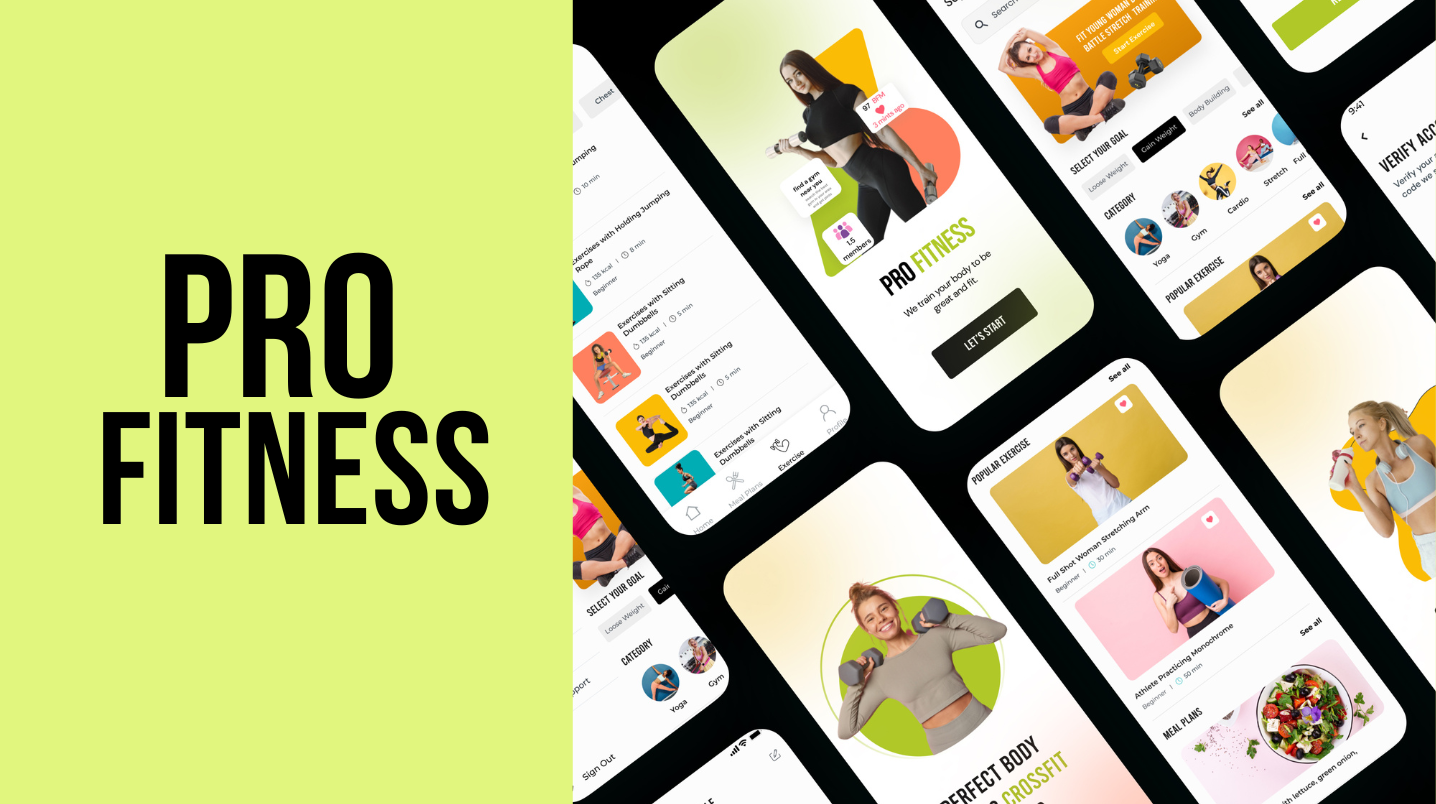 PRO
FITNESS
Chest
umping
10 min
Exercises with Holding Jumping
Rope
135 kcal | 8 min
Beginner
Exercises with Sitting
Dumbbells
135 kcal | 5 min
Beginner
Exercises with Sitting
Dumbbells
135 kcal | 5 min
Beginner
Exercises with Sitting
Dumbbells
Home
Meal Plans
Exercise
Profile
SELECT YOUR GOAL
Loose Weight
Gai
CATEGORY
Yoga
Gym
pport
Sign Out
97 BPM
3 mints ago
find a gym
near you
1.5
members
PRO FITNESS
We train your body to be
great and fit.
LET'S START
PERFECT BODY
CROSSFIT
Search
FIT YOUNG WOMAN
BATTLE STRETCH TRAINI
Start Exercise
SELECT YOUR GOAL
See all
Loose Weight
Gain Weight
Body Building
CATEGORY
Yoga
Gym
Cardio
Stretch
Full
POPULAR EXERCISE
See all
POPULAR EXERCISE
See all
Full Shot Woman Stretching Arm
Beginner | 30 min
Athlete Practicing Monochrome
Beginner | 50 min
MEAL PLANS
See all
with lettuce, green onion,
9:41
VERIFY ACC
Verify your
code we s